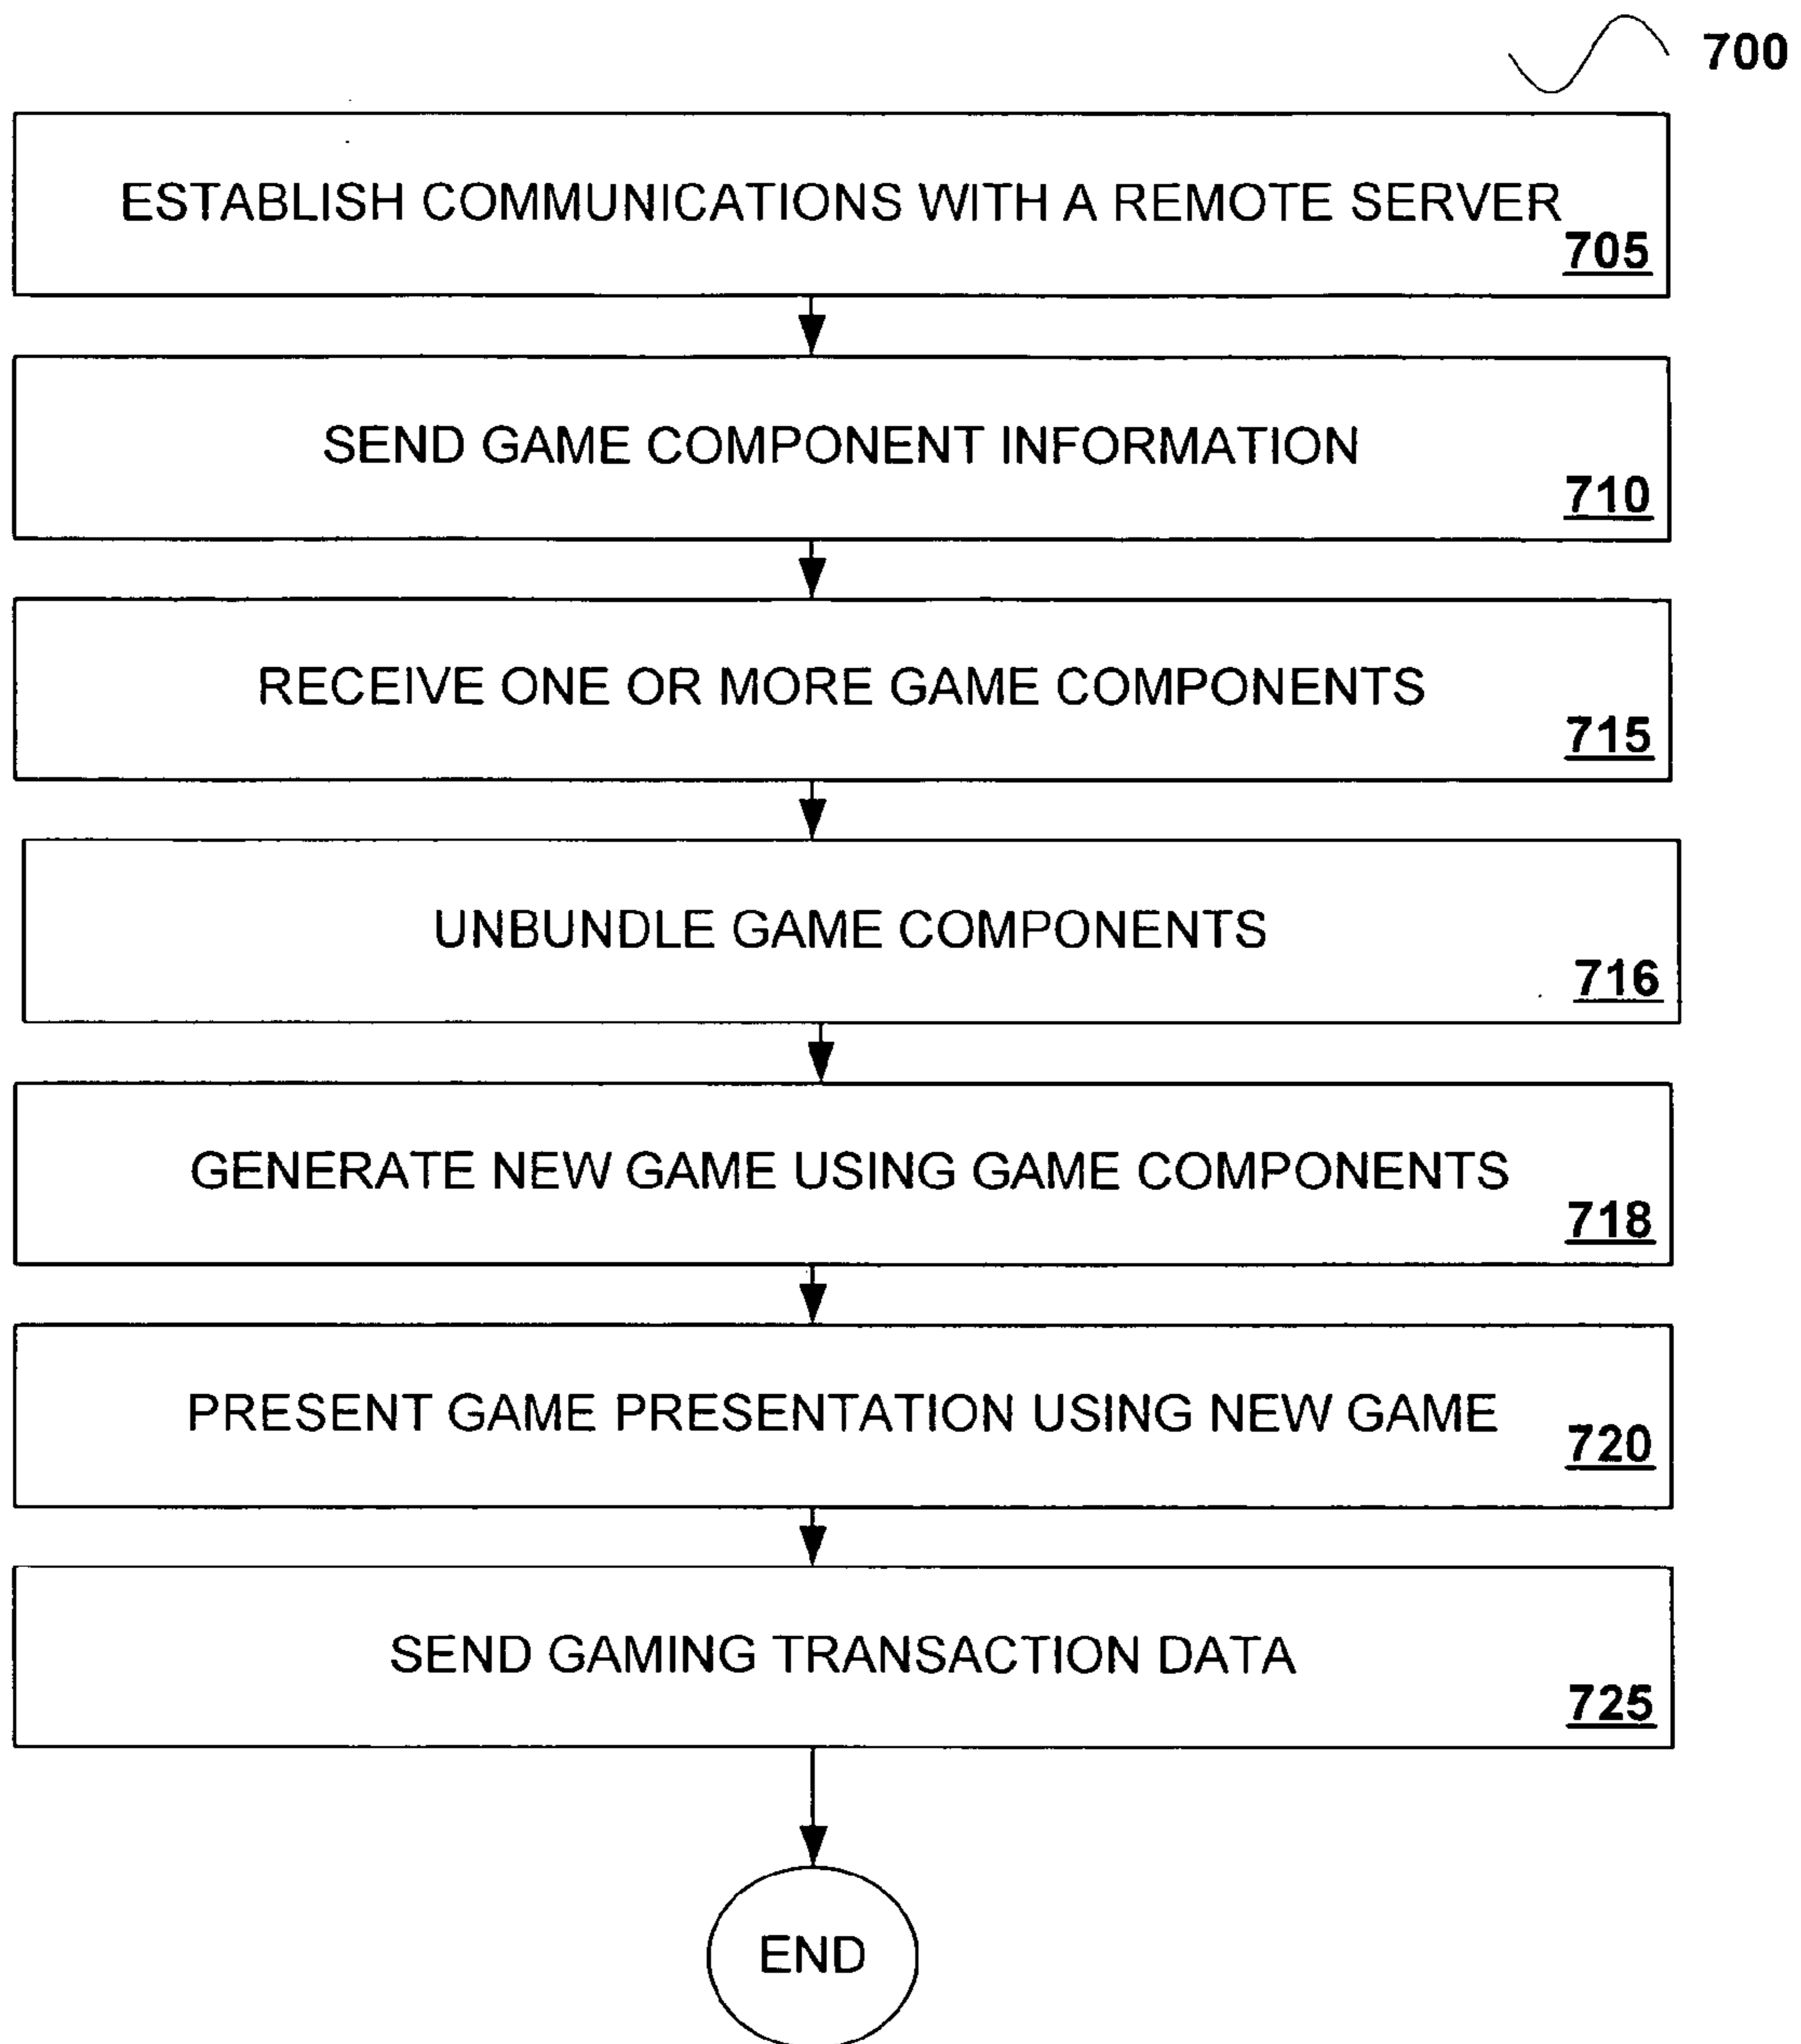 700
ESTABLISH COMMUNICATIONS WITH A REMOTE SERVER
705
SEND GAME COMPONENT INFORMATION
710
RECEIVE ONE OR MORE GAME COMPONENTS
715
UNBUNDLE GAME COMPONENTS
716
GENERATE NEW GAME USING GAME COMPONENTS
718
PRESENT GAME PRESENTATION USING NEW GAME
720
SEND GAMING TRANSACTION DATA
725
END